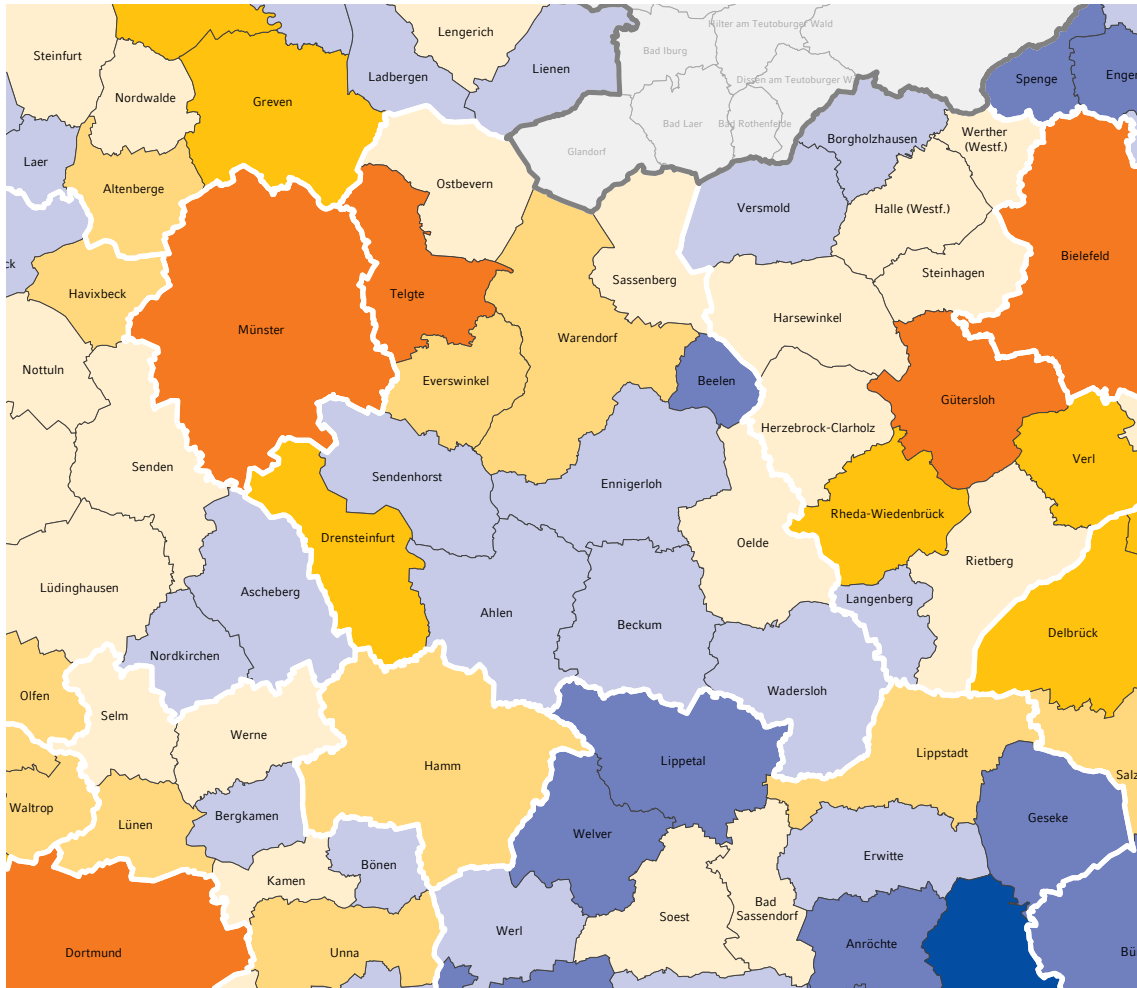 Hilter am Teutoburger Wald
Lengerich
Bad Iburg
Steinfurt
Lienen
Ladbergen
Dissen am Teutoburger Wa
Spenge
Enger
Nordwalde
Greven
Bad Laer
Bad Rothenfelde
Werther
(Westf.)
Borgholzhausen
Laer
Glandorf
Altenberge
Ostbevern
Versmold
Halle (Westf.)
Bielefeld
ck
Steinhagen
Sassenberg
Havixbeck
Telgte
Harsewinkel
Münster
Warendorf
Nottuln
Everswinkel
Beelen
Gütersloh
Herzebrock-Clarholz
Verl
Senden
Sendenhorst
Ennigerloh
Rheda-Wiedenbrück
Drensteinfurt
Oelde
Rietberg
Lüdinghausen
Ascheberg
Langenberg
Ahlen
Beckum
Delbrück
Nordkirchen
Wadersloh
Olfen
Selm
Werne
Lippstadt
Lippetal
Hamm
Salz
Waltrop
Bergkamen
Geseke
Lünen
Welver
Erwitte
Bönen
Kamen
Bad
Sassendorf
Soest
Werl
Anröchte
Dortmund
Unna
Bü